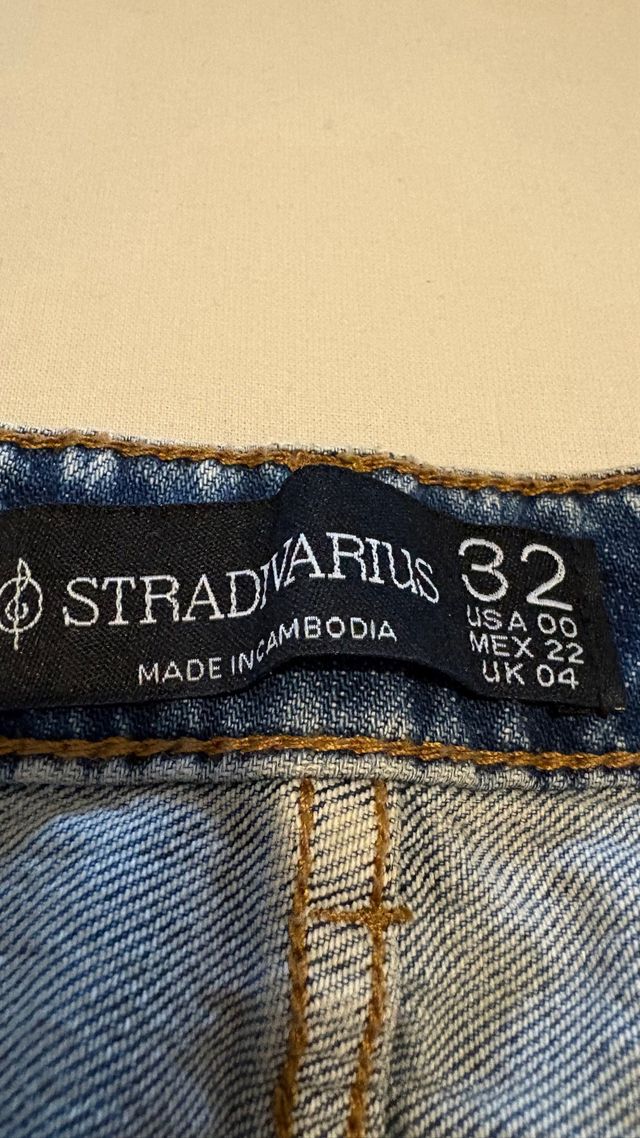 STRADIVARIUS
MADE IN CAMBODIA
32
USA 00
MEX 22
UK 04